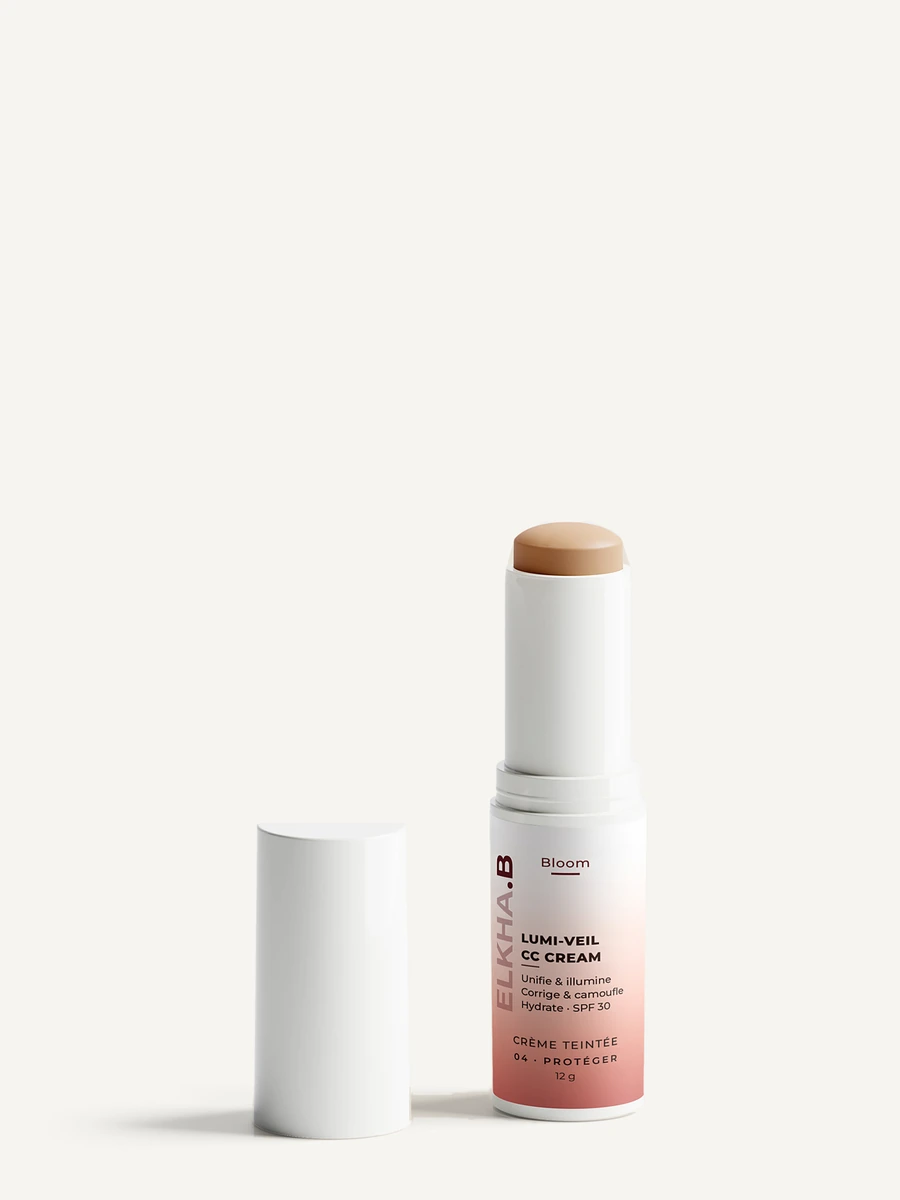 ELKHA.B
Bloom
LUMI-VEIL
CC CREAM
Unifie & illumine
Corrige & camoufle
Hydrate · SPF 30
CRÈME TEINTÉE
04 · PROTÉGER
12 g